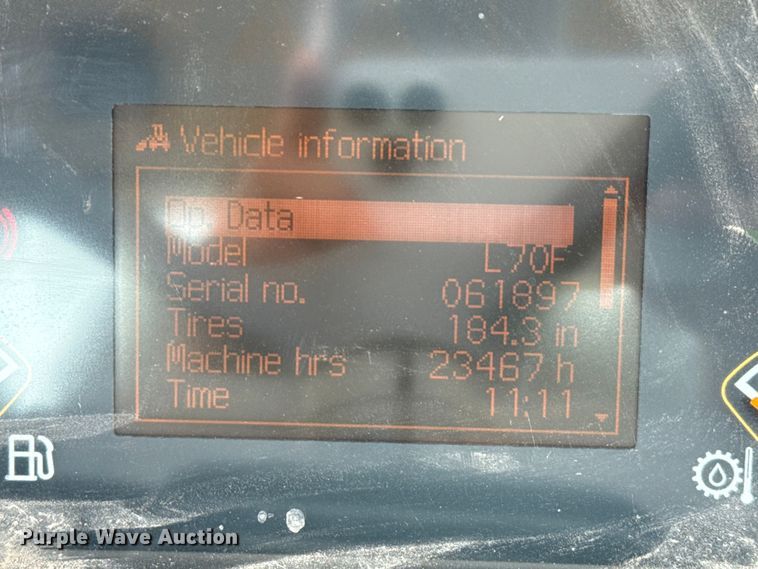 Vehicle information
Op. Data
Model L70F
Serial no. 061897
Tires 184.3 in
Machine hrs 23467 h
Time 11:11
Purple Wave Auction